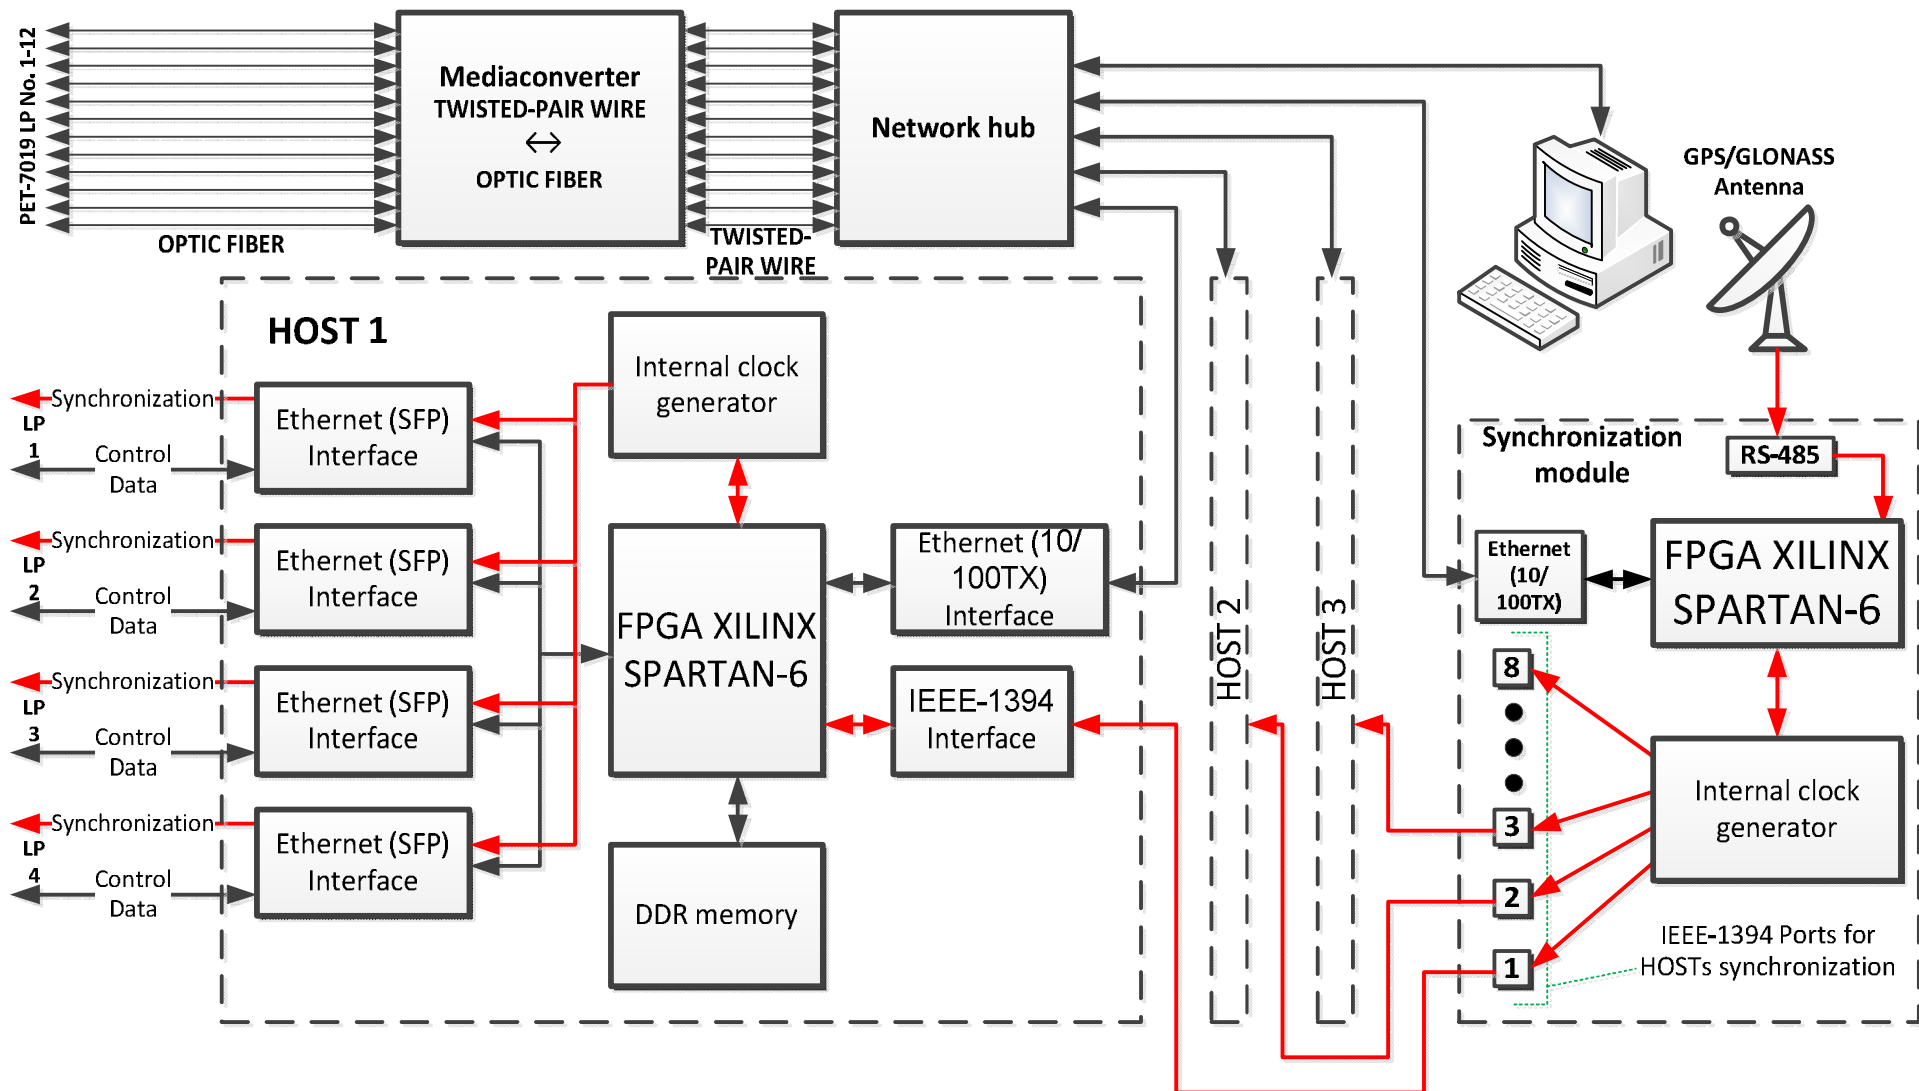 PET-7019 LP No. 1-12
Mediaconverter
TWISTED-PAIR WIRE
OPTIC FIBER
Network hub
OPTIC FIBER
TWISTED-
PAIR WIRE
GPS/GLONASS
Antenna
HOST 1
Internal clock
generator
Synchronization
LP
1
Control
Data
Ethernet (SFP)
Interface
Synchronization
LP
2
Control
Data
Ethernet (SFP)
Interface
Synchronization
LP
3
Control
Data
Ethernet (SFP)
Interface
Synchronization
LP
4
Control
Data
Ethernet (SFP)
Interface
FPGA XILINX
SPARTAN-6
Ethernet (10/
100TX)
Interface
IEEE-1394
Interface
DDR memory
HOST 2
HOST 3
Synchronization
module
RS-485
Ethernet
(10/
100TX)
FPGA XILINX
SPARTAN-6
8
3
2
1
Internal clock
generator
IEEE-1394 Ports for
HOSTs synchronization